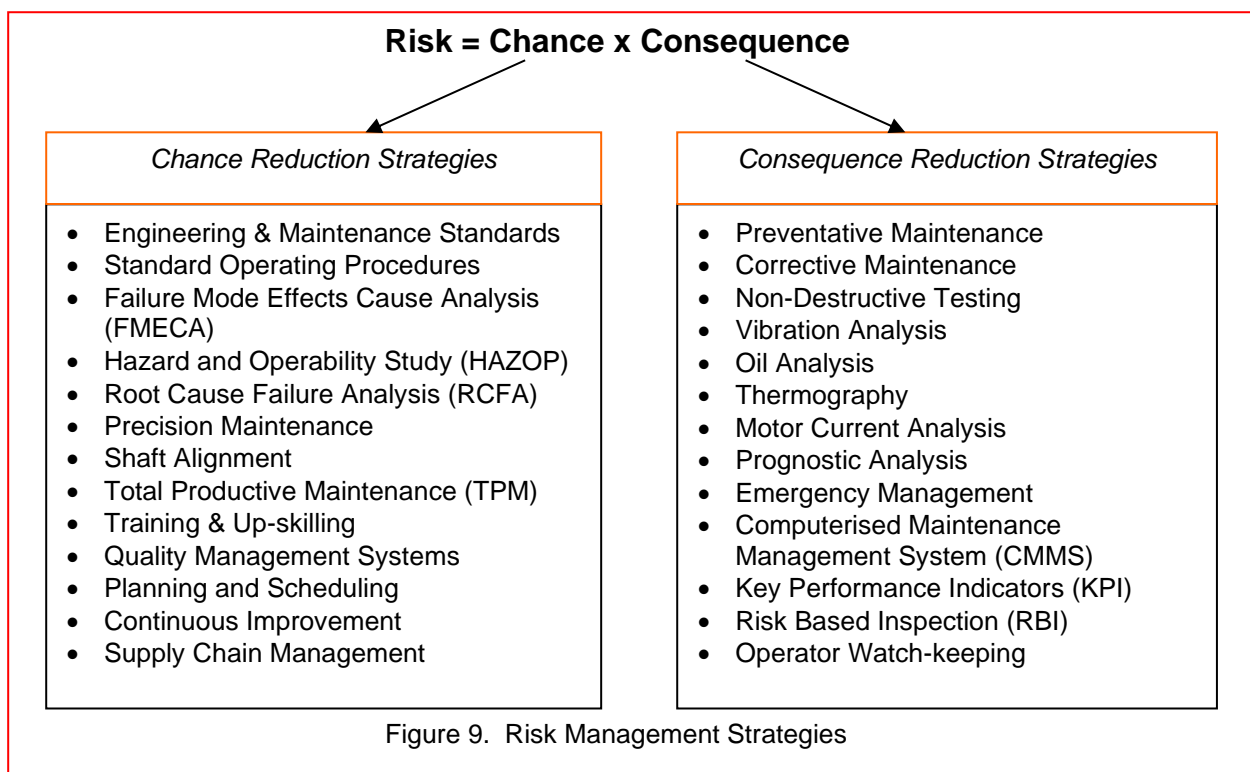 Risk = Chance x Consequence
Chance Reduction Strategies
• Engineering & Maintenance Standards
• Standard Operating Procedures
• Failure Mode Effects Cause Analysis
(FMECA)
• Hazard and Operability Study (HAZOP)
• Root Cause Failure Analysis (RCFA)
• Precision Maintenance
• Shaft Alignment
• Total Productive Maintenance (TPM)
• Training & Up-skilling
• Quality Management Systems
• Planning and Scheduling
• Continuous Improvement
• Supply Chain Management
Consequence Reduction Strategies
• Preventative Maintenance
• Corrective Maintenance
• Non-Destructive Testing
• Vibration Analysis
• Oil Analysis
• Thermography
• Motor Current Analysis
• Prognostic Analysis
• Emergency Management
• Computerised Maintenance
Management System (CMMS)
• Key Performance Indicators (KPI)
• Risk Based Inspection (RBI)
• Operator Watch-keeping
Figure 9. Risk Management Strategies